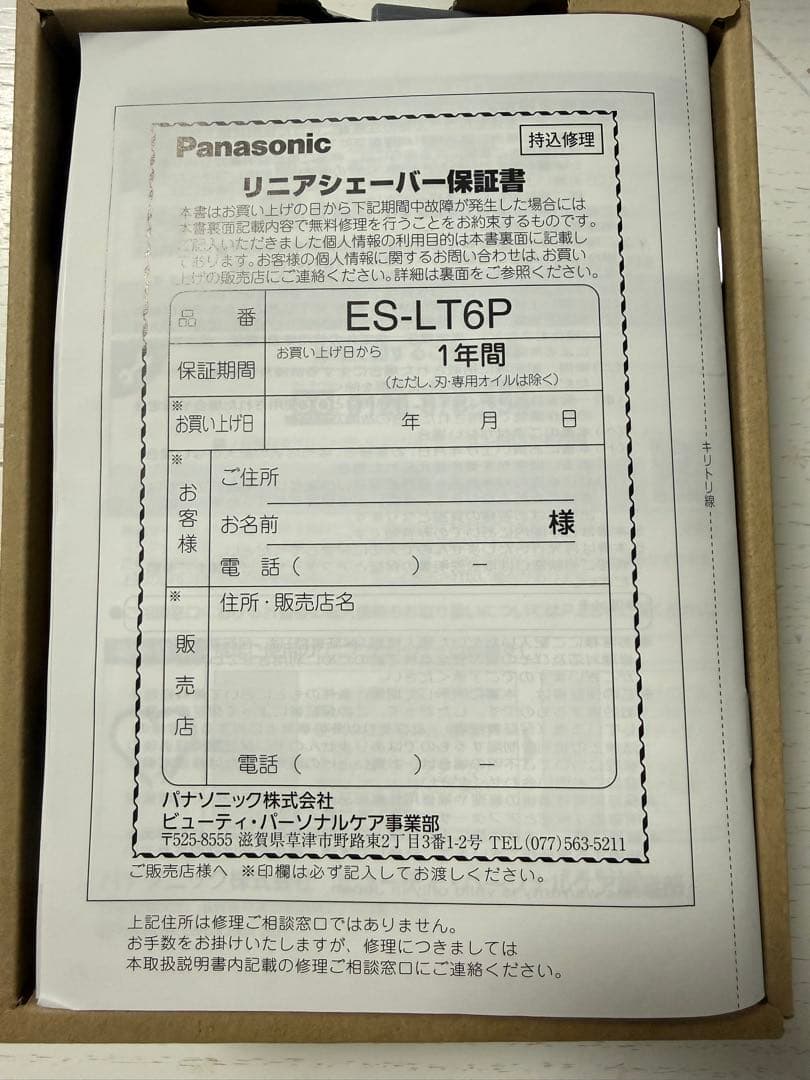 Panasonic
持込修理
リニアシェーバー保証書
本書はお買い上げの日から下記期間中故障が発生した場合には
本書裏面記載内容で無料修理を行うことをお約束するものです。
ご記入いただきました個人情報の利用目的は本書裏面に記載し
ております。お客様の個人情報に関するお問い合わせは、お買い
上げの販売店にご連絡ください。詳細は裏面をご参照ください。
品番 ES-LT6P
保証期間 お買い上げ日から 1年間
(ただし、刃・専用オイルは除く)
※お買い上げ日 年 月 日
※お客様
ご住所
お名前 様
電話( ) ー
※販売店
住所・販売店名
電話( ) ー
パナソニック株式会社
ビューティ・パーソナルケア事業部
〒525-8555 滋賀県草津市野路東2丁目3番1-2号 TEL(077)563-5211
ご販売店様へ ※印欄は必ず記入してお渡しください。
上記住所は修理ご相談窓口ではありません。
お手数をお掛けいたしますが、修理につきましては
本取扱説明書内記載の修理ご相談窓口にご連絡ください。
キリトリ線